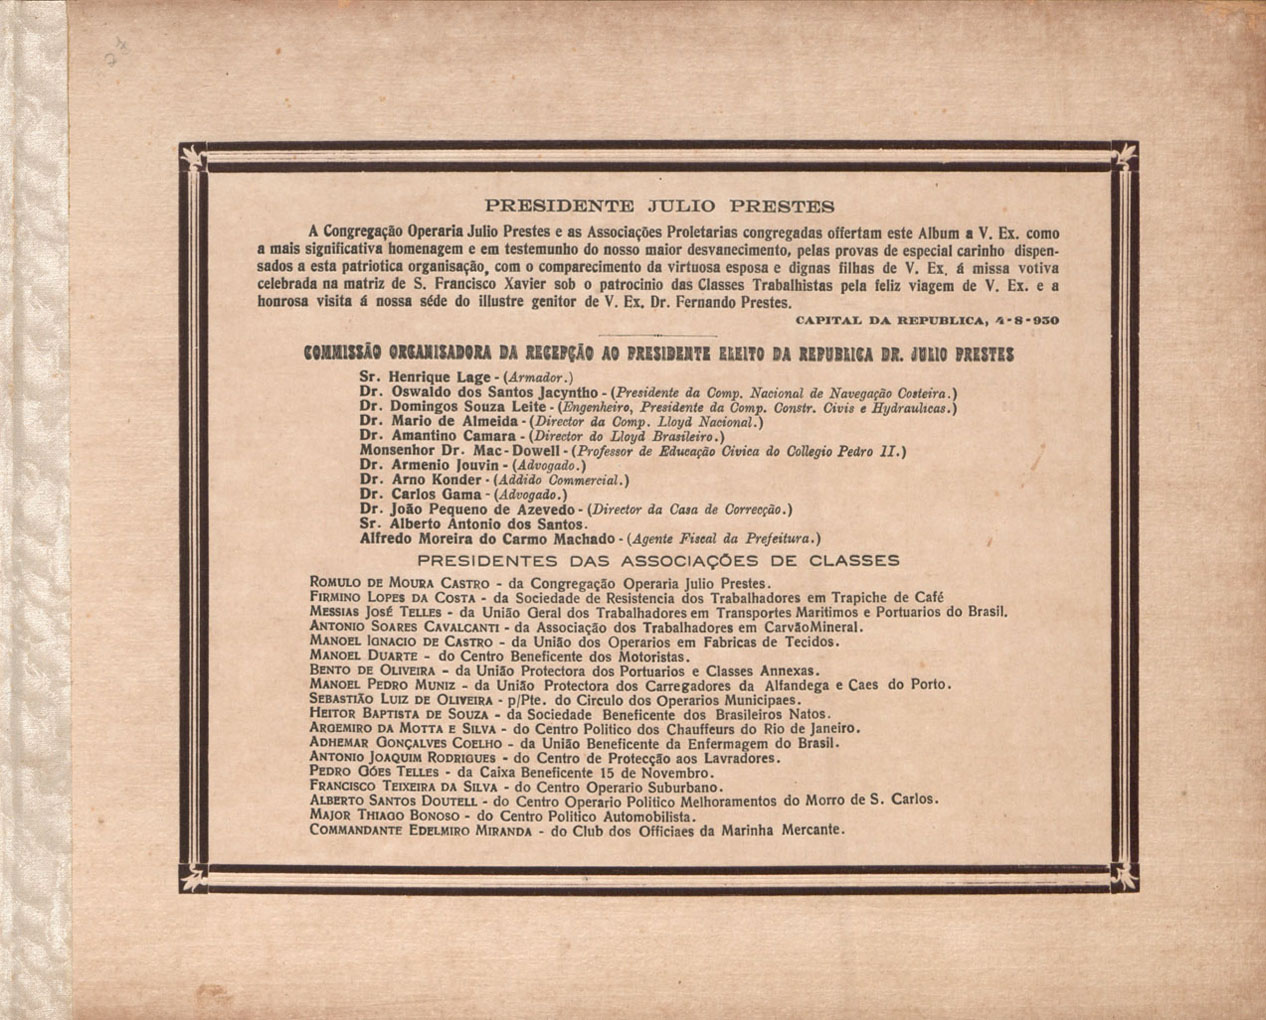 PRESIDENTE JULIO PRESTES
A Congregação Operaria Julio Prestes e as Associações Proletarias congregadas offertam este Album a V. Ex. como
a mais significativa homenagem e em testemunho do nosso maior desvanecimento, pelas provas de especial carinho dispen-
sados a esta patriotica organisação, com o comparecimento da virtuosa esposa e dignas filhas de V. Ex. á missa votiva
celebrada na matriz de S. Francisco Xavier sob o patrocinio das Classes Trabalhistas pela feliz viagem de V. Ex. e a
honrosa visita á nossa séde do illustre genitor de V. Ex. Dr. Fernando Prestes.
CAPITAL DA REPUBLICA, 4-8-930
COMMISSÃO ORGANISADORA DA RECEPÇÃO AO PRESIDENTE ELEITO DA REPUBLICA DR. JULIO PRESTES
Sr. Henrique Lage - (Armador.)
Dr. Oswaldo dos Santos Jacyntho - (Presidente da Comp. Nacional de Navegação Costeira.)
Dr. Domingos Souza Leite - (Engenheiro, Presidente da Comp. Constr. Civis e Hydraulicas.)
Dr. Mario de Almeida - (Director da Comp. Lloyd Nacional.)
Dr. Amantino Camara - (Director do Lloyd Brasileiro.)
Monsenhor Dr. Mac-Dowell - (Professor de Educação Civica do Collegio Pedro II.)
Dr. Armenio Jouvin - (Advogado.)
Dr. Arno Konder - (Addido Commercial.)
Dr. Carlos Gama - (Advogado.)
Dr. João Pequeno de Azevedo - (Director da Casa de Correcção.)
Sr. Alberto Antonio dos Santos.
Alfredo Moreira do Carmo Machado - (Agente Fiscal da Prefeitura.)
PRESIDENTES DAS ASSOCIAÇÕES DE CLASSES
ROMULO DE MOURA CASTRO - da Congregação Operaria Julio Prestes.
FIRMINO LOPES DA COSTA - da Sociedade de Resistencia dos Trabalhadores em Trapiche de Café
MESSIAS JOSÉ TELLES - da União Geral dos Trabalhadores em Transportes Maritimos e Portuarios do Brasil.
ANTONIO SOARES CAVALCANTI - da Associação dos Trabalhadores em CarvãoMineral.
MANOEL IGNACIO DE CASTRO - da União dos Operarios em Fabricas de Tecidos.
MANOEL DUARTE - do Centro Beneficente dos Motoristas.
BENTO DE OLIVEIRA - da União Protectora dos Portuarios e Classes Annexas.
MANOEL PEDRO MUNIZ - da União Protectora dos Carregadores da Alfandega e Caes do Porto.
SEBASTIÃO LUIZ DE OLIVEIRA - p/Pte. do Circulo dos Operarios Municipaes.
HEITOR BAPTISTA DE SOUZA - da Sociedade Beneficente dos Brasileiros Natos.
ARGEMIRO DA MOTTA E SILVA - do Centro Politico dos Chauffeurs do Rio de Janeiro.
ADHEMAR GONÇALVES COELHO - da União Beneficente da Enfermagem do Brasil.
ANTONIO JOAQUIM RODRIGUES - do Centro de Protecção aos Lavradores.
PEDRO GÓES TELLES - da Caixa Beneficente 15 de Novembro.
FRANCISCO TEIXEIRA DA SILVA - do Centro Operario Suburbano.
ALBERTO SANTOS DOUTELL - do Centro Operario Politico Melhoramentos do Morro de S. Carlos.
MAJOR THIAGO BONOSO - do Centro Politico Automobilista.
COMMANDANTE EDELMIRO MIRANDA - do Club dos Officiaes da Marinha Mercante.